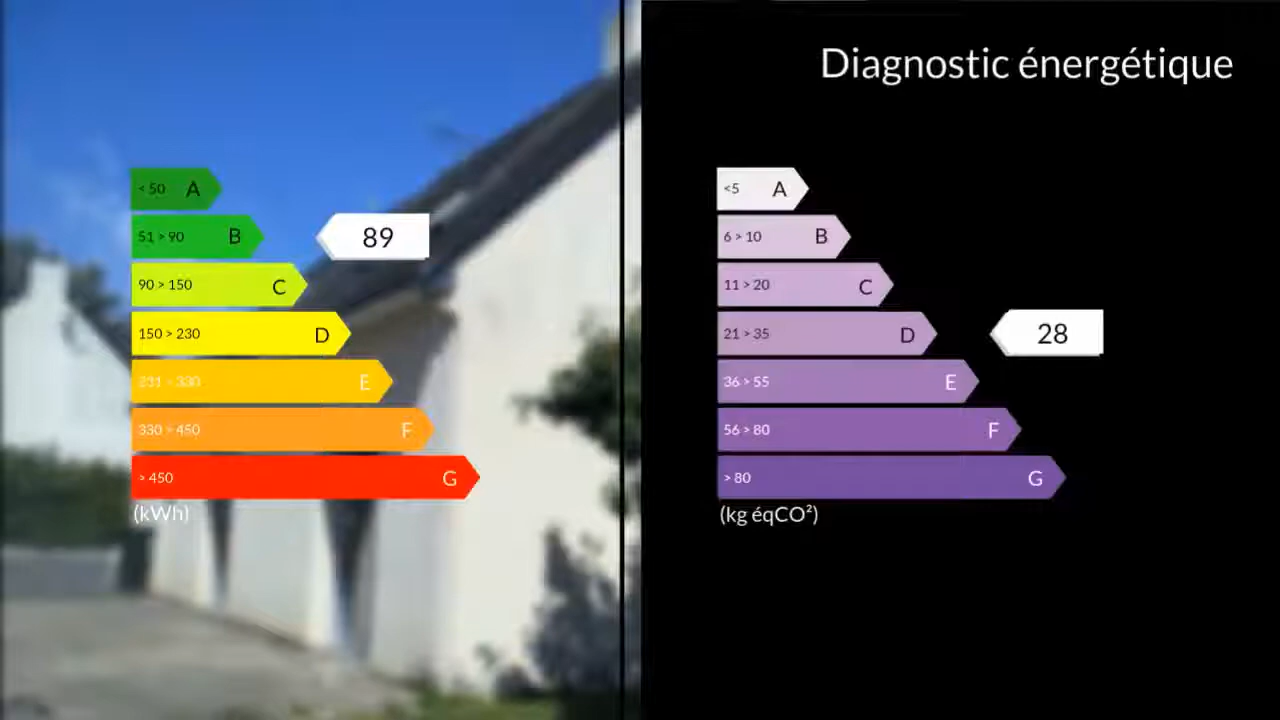 Diagnostic énergétique
< 50 A
51 > 90 B
89
90 > 150 C
150 > 230 D
231 > 330 E
330 > 450 F
> 450 G
(kWh)
<5 A
6 > 10 B
11 > 20 C
21 > 35 D
28
36 > 55 E
56 > 80 F
> 80 G
(kg éqCO²)